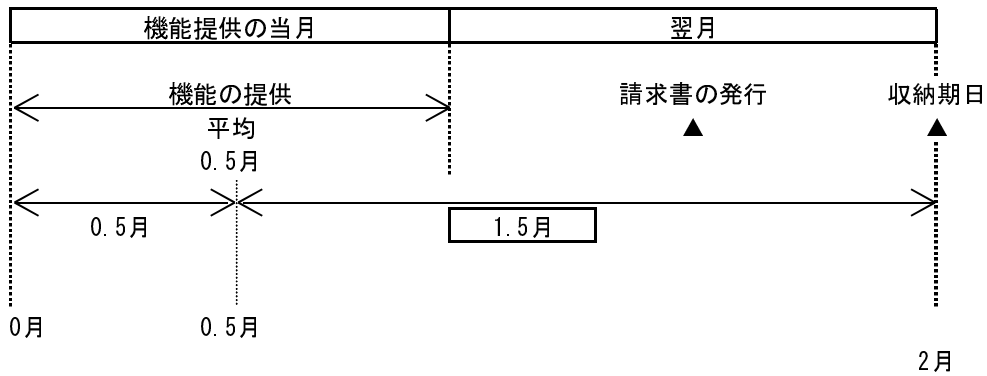 機能提供の当月 翌月
機能の提供 請求書の発行 収納期日
平均 ▲ ▲
0.5月
0.5月 1.5月
0月 0.5月
2月